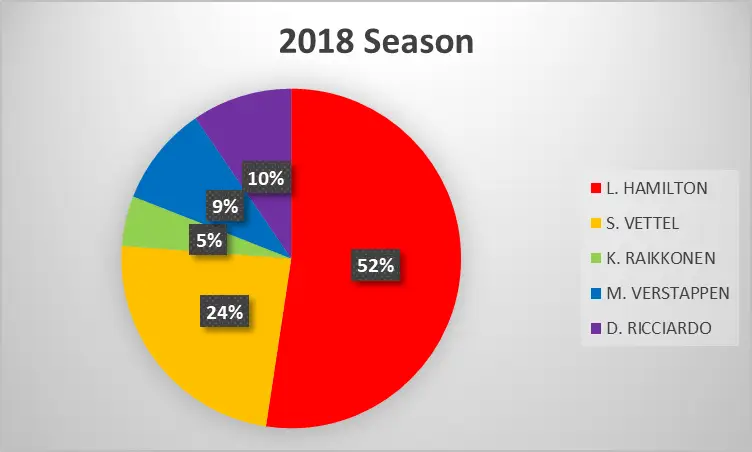 2018 Season
10%
9%
5%
24%
52%
L. HAMILTON
S. VETTEL
K. RAIKKONEN
M. VERSTAPPEN
D. RICCIARDO